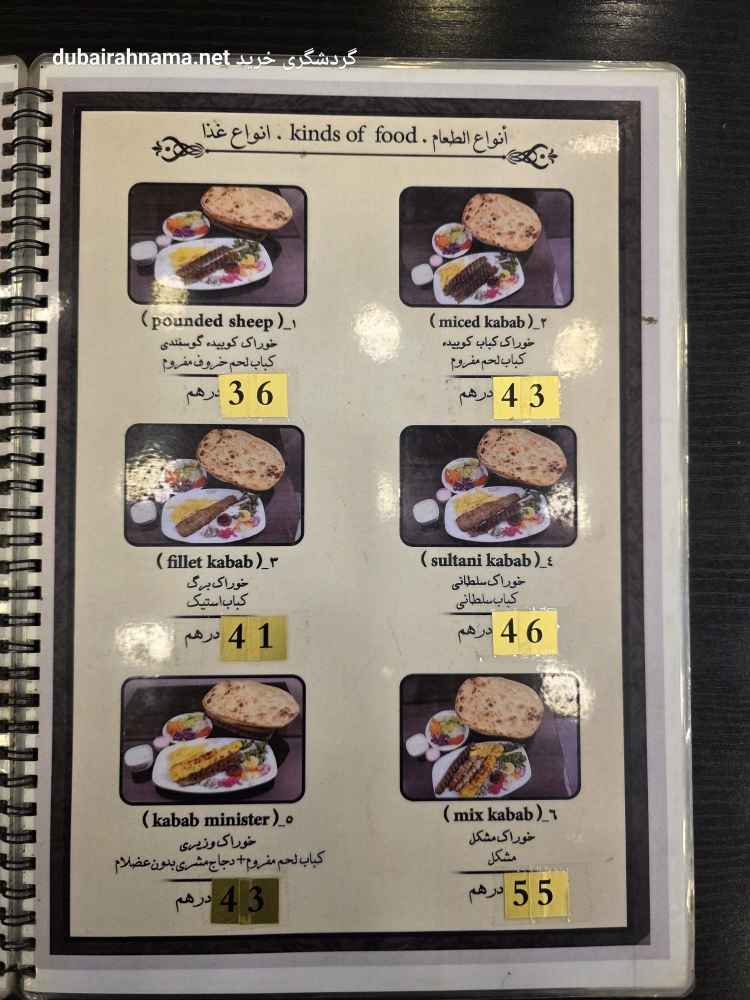 dubairahnama.net گردشگری خرید
أنواع الطعام . kinds of food . انواع غذا
( pounded sheep )_١
خوراک کوبیده گوسفندی
کباب لحم خروف مفروم
36 درهم
( miced kabab )_٢
خوراک کباب کوبیده
کباب لحم مفروم
43 درهم
( fillet kabab )_٣
خوراک برگ
کباب استیک
41 درهم
( sultani kabab )_٤
خوراک سلطانی
کباب سلطانی
46 درهم
( kabab minister )_٥
خوراک وزیری
کباب لحم مفروم + دجاج مشری بدون عضلام
43 درهم
( mix kabab )_٦
خوراک مشکل
مشکل
55 درهم